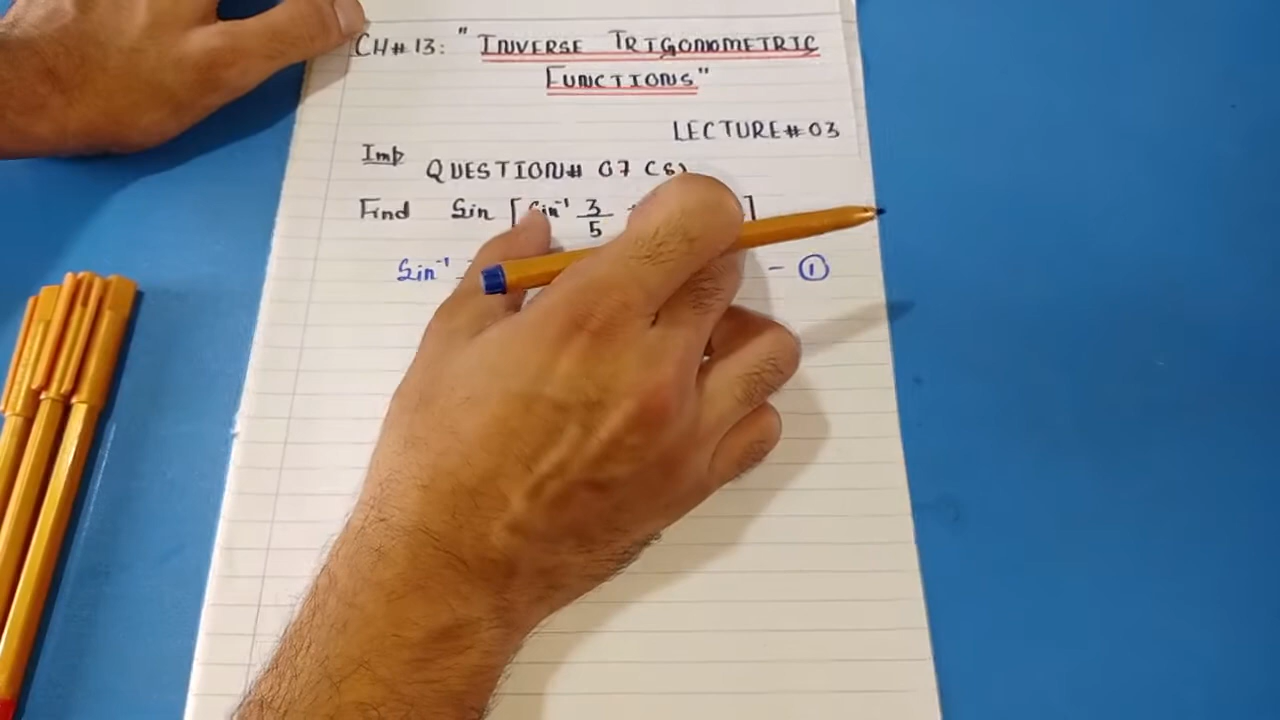 CH# 13: " INVERSE TRIGONOMETRIC
FUNCTIONS"
LECTURE# 03
Imp QUESTION# 07
Find Sin [Sin⁻¹ 3/5 ]
Sin⁻¹ - ①